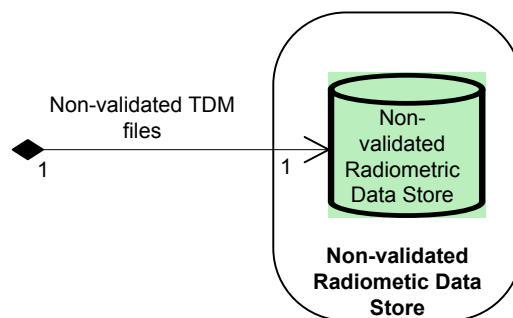 Non-validated TDM
files
1
1
Non-
validated
Radiometric
Data Store
Non-validated
Radiometic Data
Store